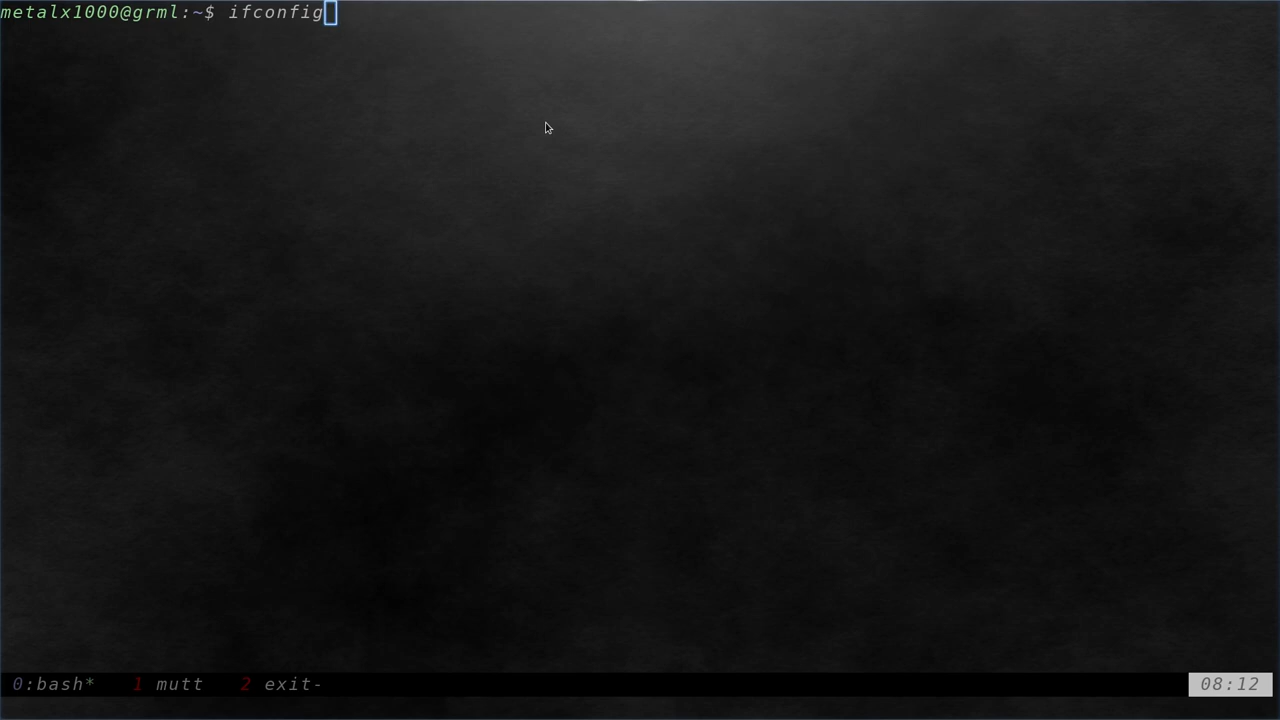 metalx1000@grml:~$ ifconfig
0:bash* 1 mutt 2 exit- 08:12